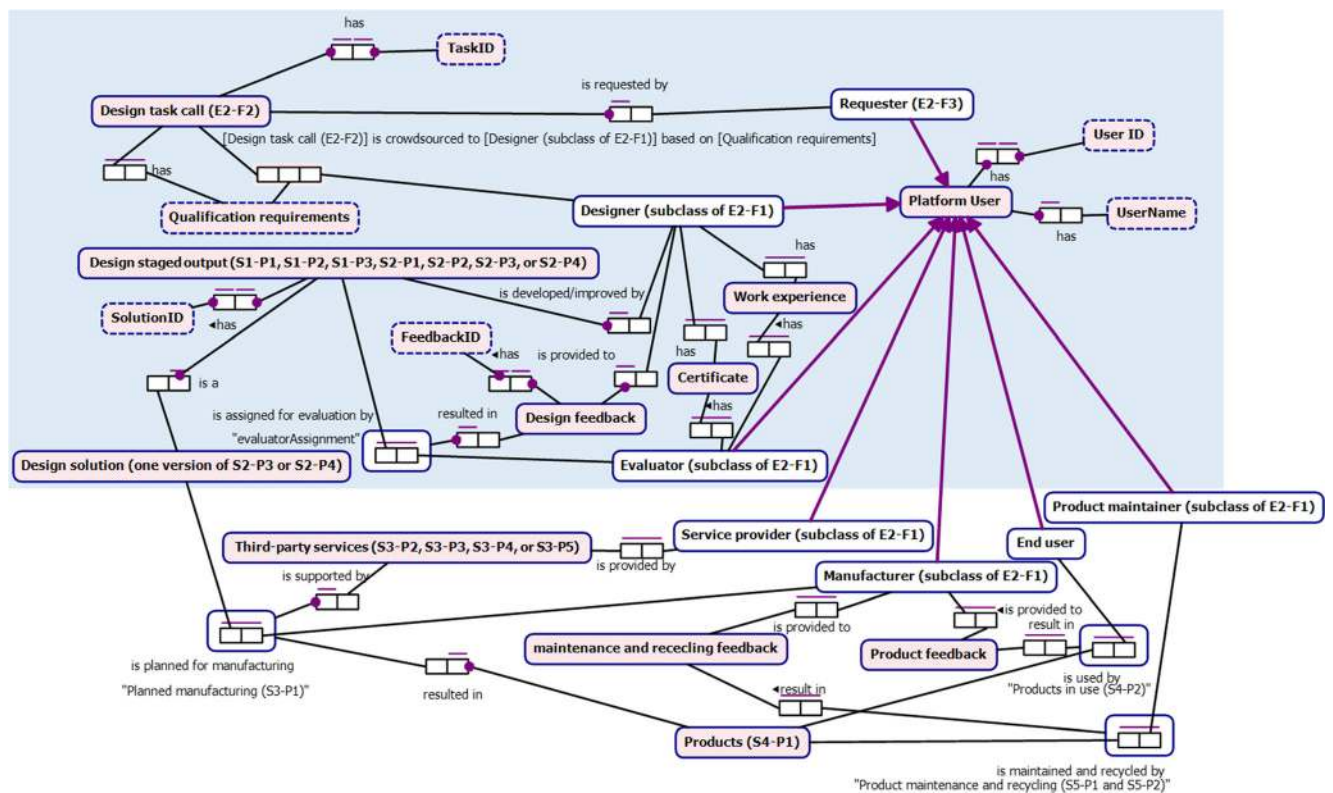 has
TaskID
is requested by
Design task call (E2-F2)
Requester (E2-F3)
[Design task call (E2-F2)] is crowdsourced to [Designer (subclass of E2-F1)] based on [Qualification requirements]
User ID
has
has
Qualification requirements
Designer (subclass of E2-F1)
Platform User
UserName
has
has
Design staged output (S1-P1, S1-P2, S1-P3, S2-P1, S2-P2, S2-P3, or S2-P4)
is developed/improved by
Work experience
SolutionID
◄has
◄has
FeedbackID
◄has
is provided to
has
Certificate
is a
◄has
is assigned for evaluation by
resulted in
Design feedback
"evaluatorAssignment"
Design solution (one version of S2-P3 or S2-P4)
Evaluator (subclass of E2-F1)
Product maintainer (subclass of E2-F1)
Service provider (subclass of E2-F1)
End user
Third-party services (S3-P2, S3-P3, S3-P4, or S3-P5)
is provided by
is supported by
Manufacturer (subclass of E2-F1)
◄is provided to
is provided to
result in
maintenance and rececling feedback
Product feedback
is planned for manufacturing
is used by
"Planned manufacturing (S3-P1)"
resulted in
◄result in
"Products in use (S4-P2)"
Products (S4-P1)
is maintained and recycled by
"Product maintenance and recycling (S5-P1 and S5-P2)"